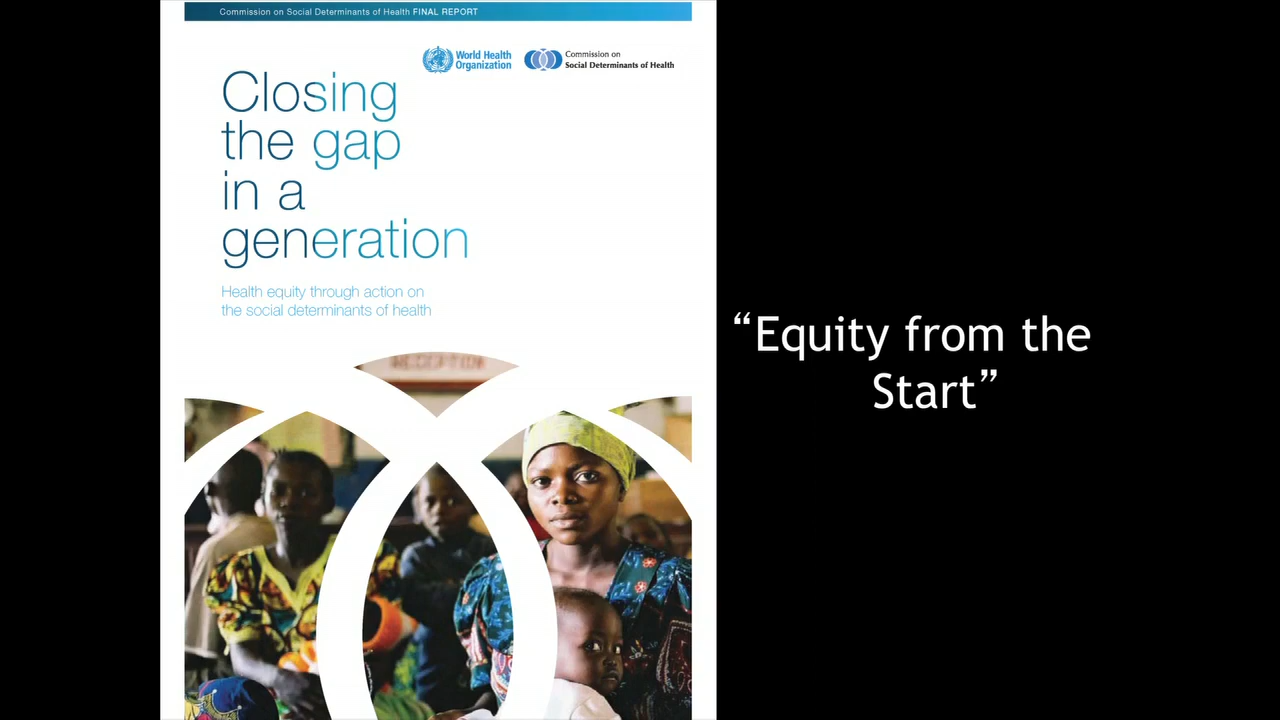 Commission on Social Determinants of Health FINAL REPORT
World Health
Organization
Commission on
Social Determinants of Health
Closing
the gap
in a
generation
Health equity through action on
the social determinants of health
RECEPTION
“Equity from the
Start”